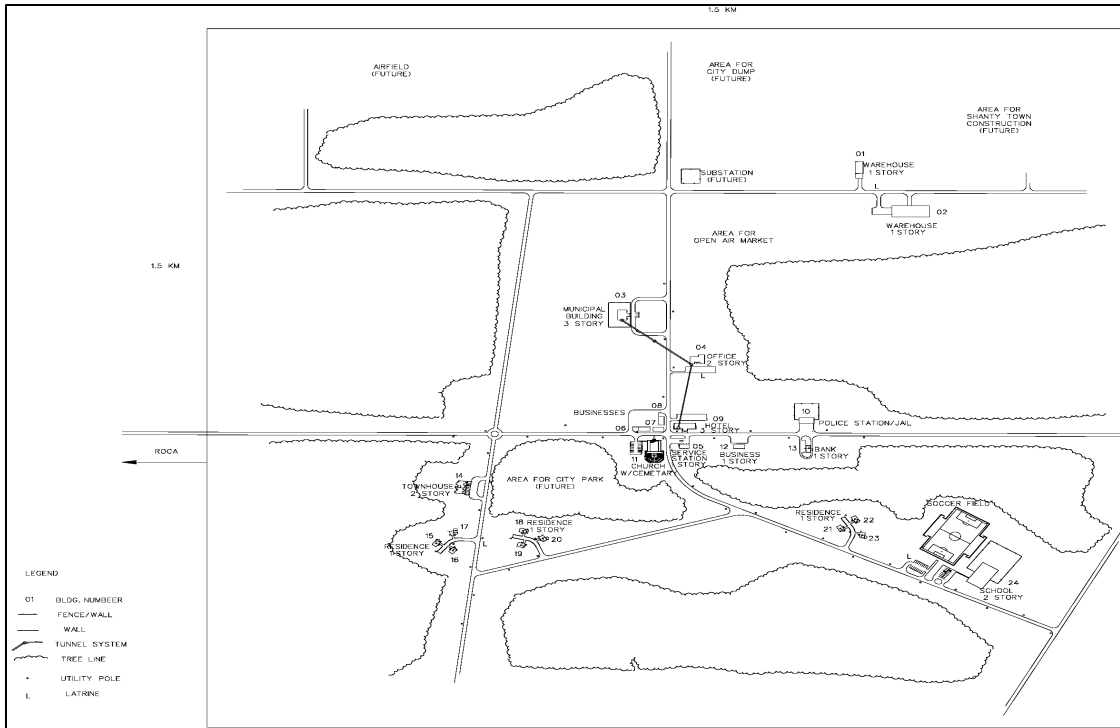 1.5 KM
AIRFIELD
(FUTURE)
AREA FOR
CITY DUMP
(FUTURE)
AREA FOR
SHANTY TOWN
CONSTRUCTION
(FUTURE)
01
WAREHOUSE
1 STORY
SUBSTATION
(FUTURE)
L
02
WAREHOUSE
1 STORY
AREA FOR
OPEN AIR MARKET
1.5 KM
03
MUNICIPAL
BUILDING
3 STORY
04
OFFICE
2 STORY
L
BUSINESSES
08
09
HOTEL
3 STORY
10
POLICE STATION/JAIL
06
07
ROCA
11
CHURCH
W/CEMETARY
05
SERVICE
STATION
STORY
12
BUSINESS
1 STORY
13
BANK
1 STORY
14
TOWNHOUSE
2 STORY
AREA FOR CITY PARK
(FUTURE)
SOCCER FIELD
17
15
RESIDENCE
1 STORY
16
L
18
RESIDENCE
1 STORY
19
20
RESIDENCE
1 STORY
22
21
23
L
24
SCHOOL
2 STORY
LEGEND
01 BLDG. NUMBEER
FENCE/WALL
WALL
TUNNEL SYSTEM
TREE LINE
UTILITY POLE
L LATRINE